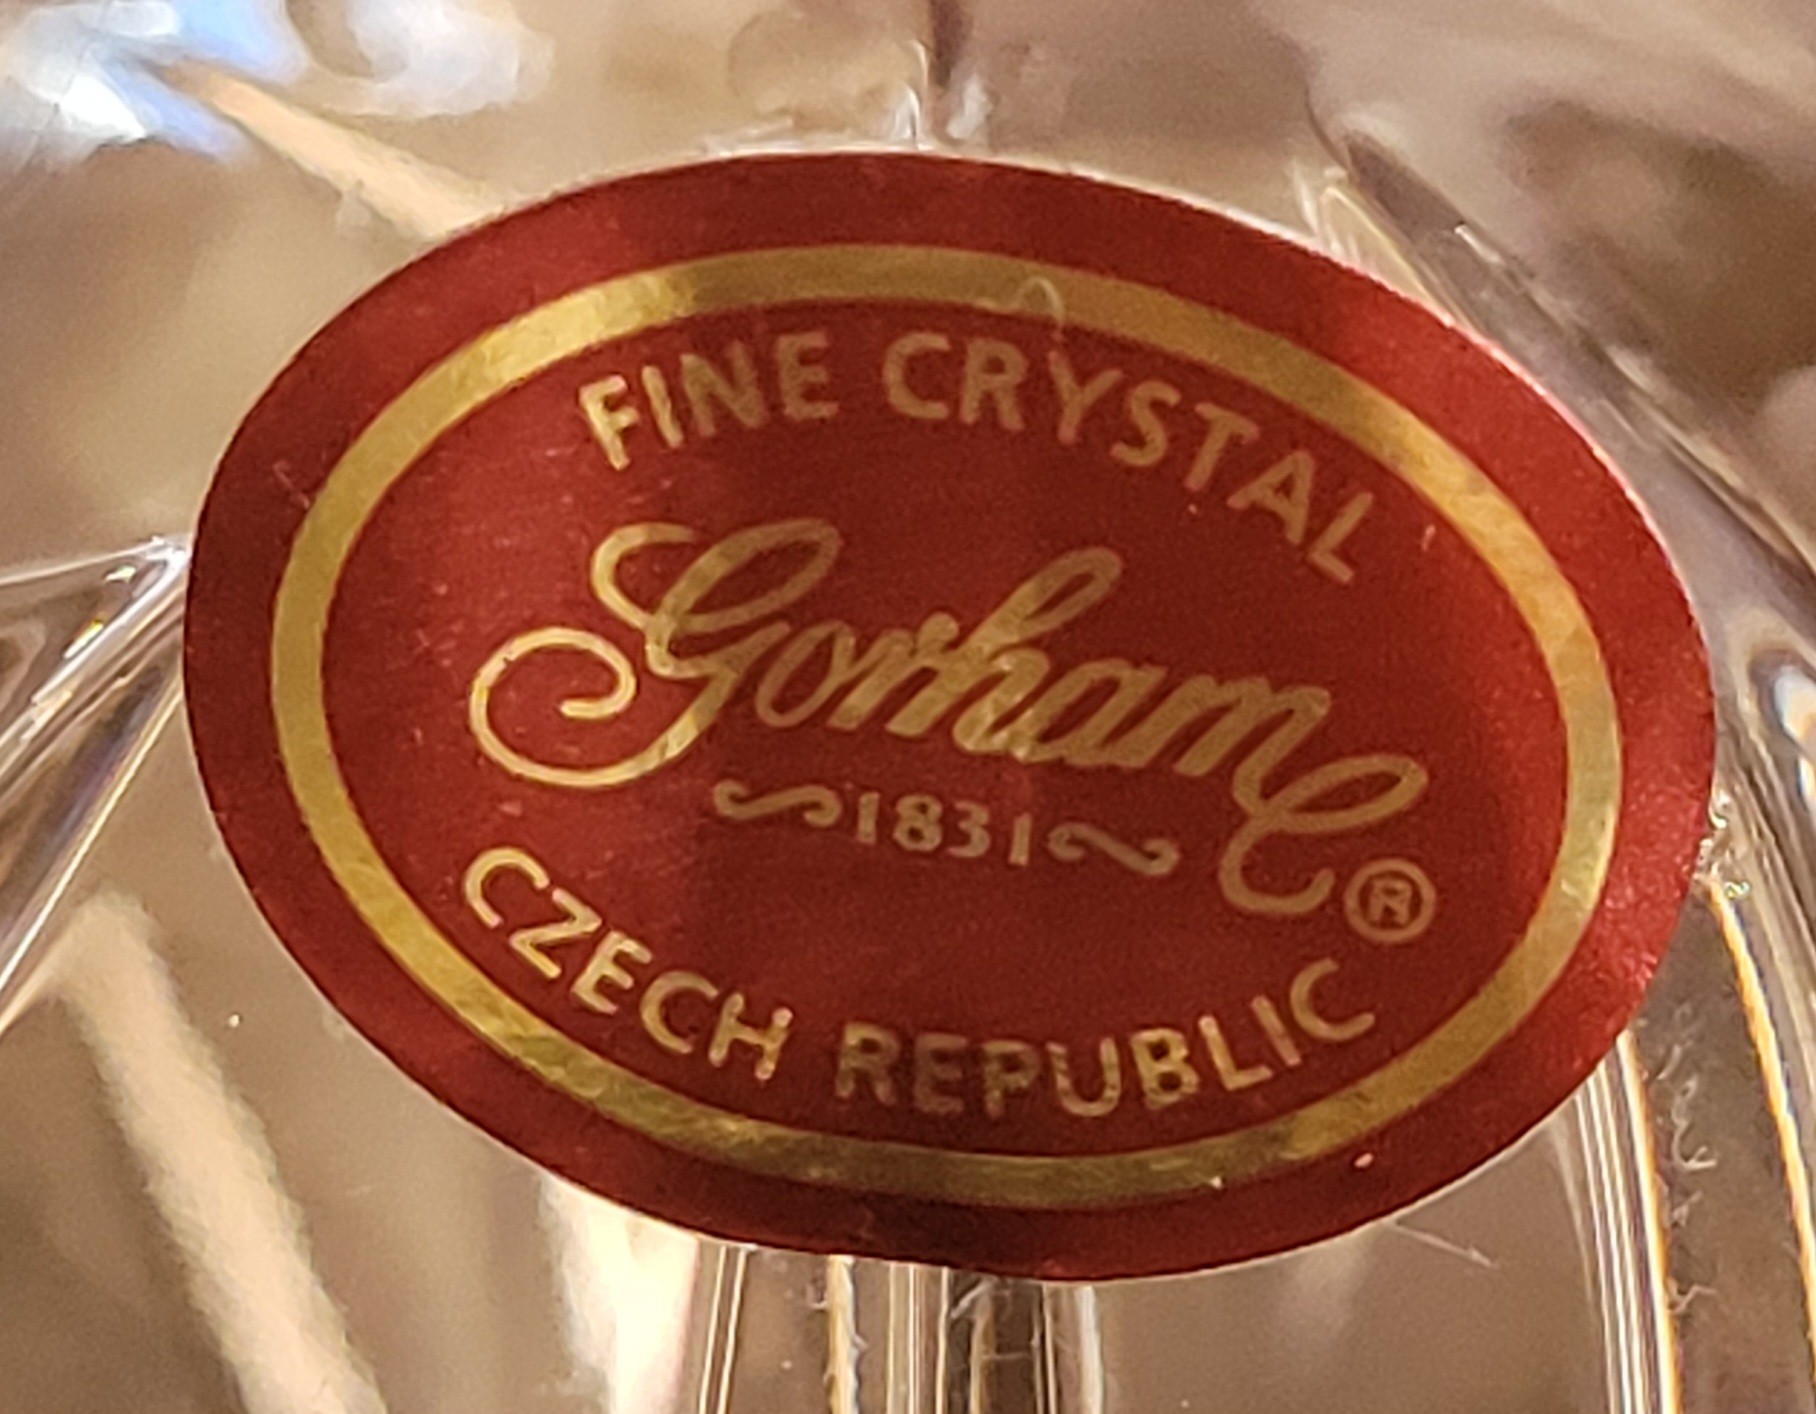 FINE CRYSTAL
Gorham
~1831~
®
CZECH REPUBLIC